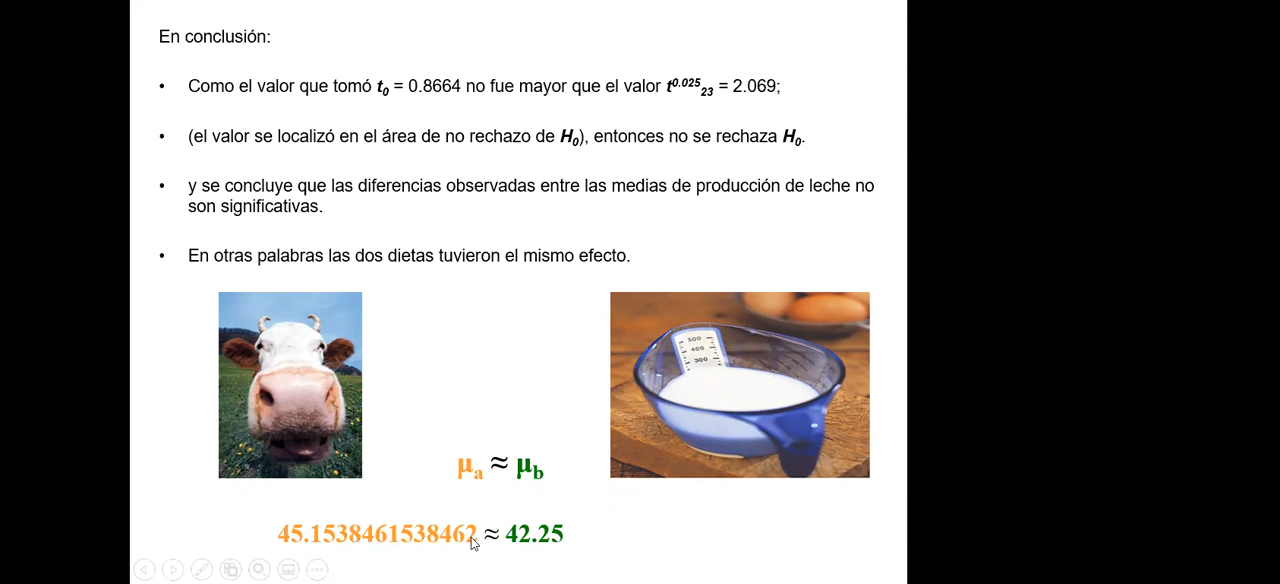 En conclusión:
• Como el valor que tomó t0 = 0.8664 no fue mayor que el valor t0.025 23 = 2.069;
• (el valor se localizó en el área de no rechazo de H0), entonces no se rechaza H0.
• y se concluye que las diferencias observadas entre las medias de producción de leche no
son significativas.
• En otras palabras las dos dietas tuvieron el mismo efecto.
500
400
300
μa ≈ μb
45.1538461538462 ≈ 42.25